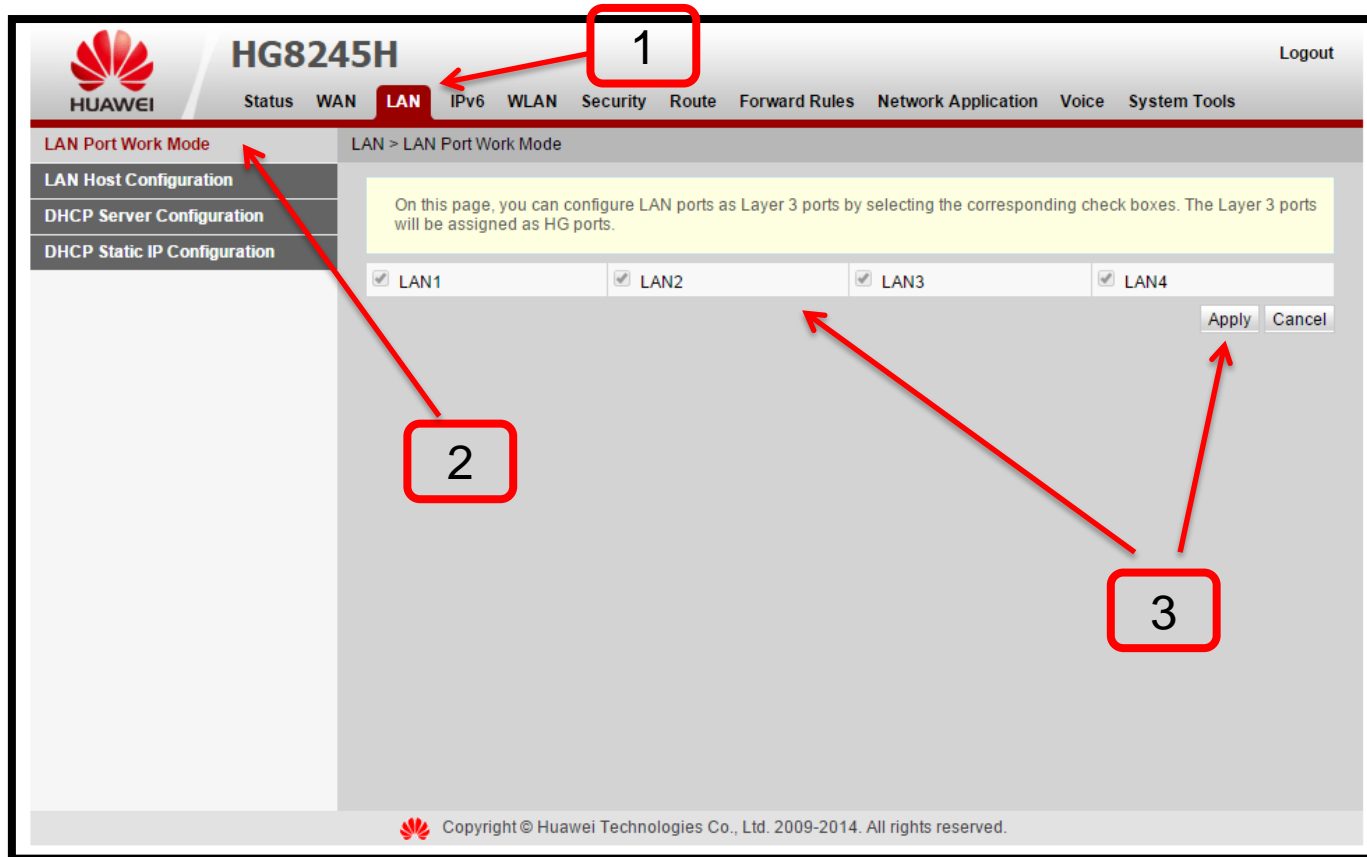 HUAWEI
HG8245H
1
Logout
Status WAN LAN IPv6 WLAN Security Route Forward Rules Network Application Voice System Tools
LAN Port Work Mode
LAN Host Configuration
DHCP Server Configuration
DHCP Static IP Configuration
LAN > LAN Port Work Mode
On this page, you can configure LAN ports as Layer 3 ports by selecting the corresponding check boxes. The Layer 3 ports
will be assigned as HG ports.
LAN1 LAN2 LAN3 LAN4
Apply Cancel
2
3
Copyright © Huawei Technologies Co., Ltd. 2009-2014. All rights reserved.